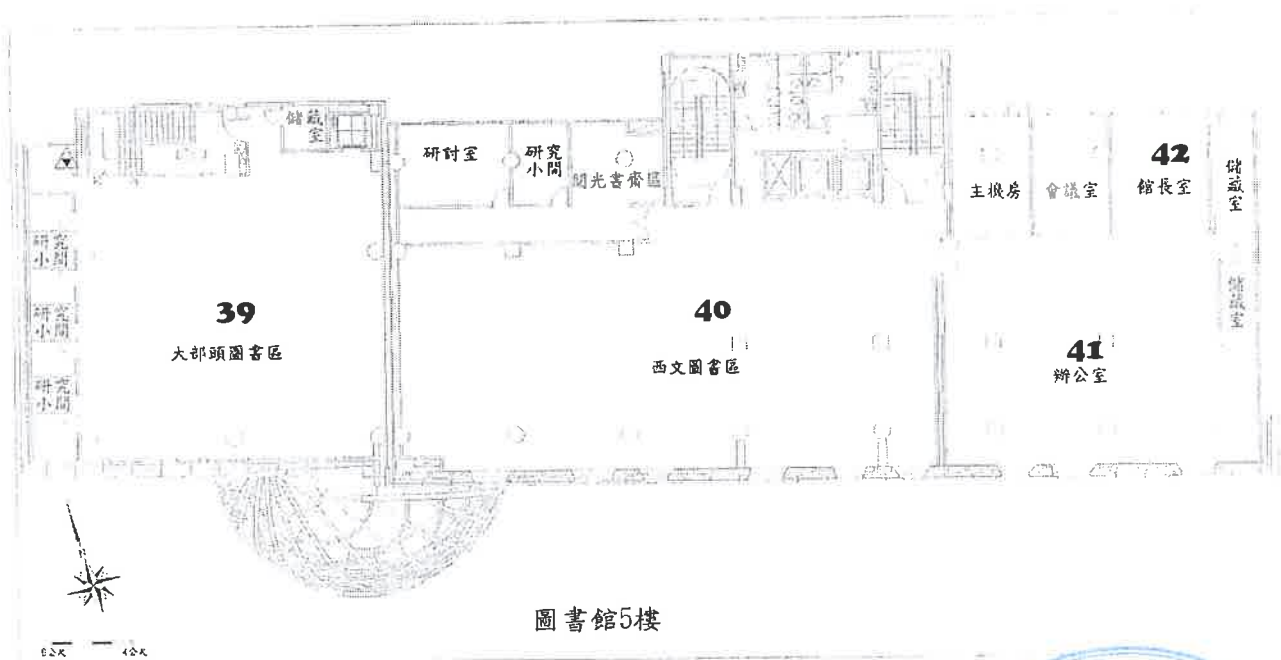 儲藏
室
研討室
研究
小間
閱光書齋區
42
主機房
會議室
館長室
儲藏室
研究
小間
研究
小間
研究
小間
39
大部頭圖書區
40
西文圖書區
41
辦公室
儲藏室
圖書館5樓